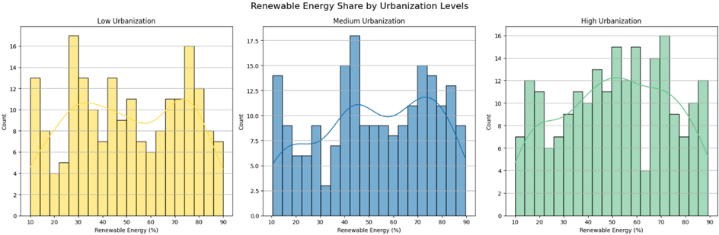 Renewable Energy Share by Urbanization Levels
Low Urbanization
Count
16
14
12
10
8
6
4
2
0
10 20 30 40 50 60 70 80 90
Renewable Energy (%)
Medium Urbanization
Count
17.5
15.0
12.5
10.0
7.5
5.0
2.5
0.0
10 20 30 40 50 60 70 80 90
Renewable Energy (%)
High Urbanization
Count
16
14
12
10
8
6
4
2
0
10 20 30 40 50 60 70 80 90
Renewable Energy (%)